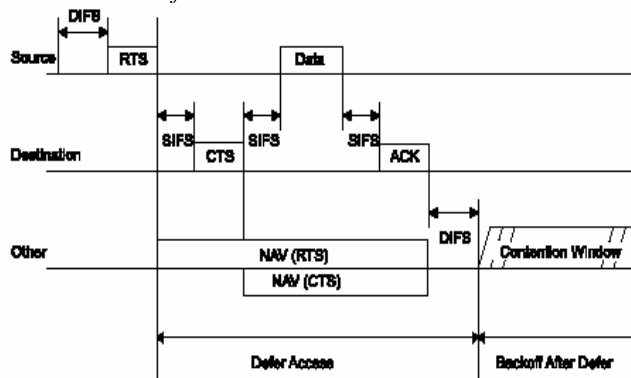 DIFS
Source
RTS
Data
SIFS
SIFS
SIFS
Destination
CTS
ACK
DIFS
Other
NAV (RTS)
Contention Window
NAV (CTS)
Defer Access
Backoff After Defer